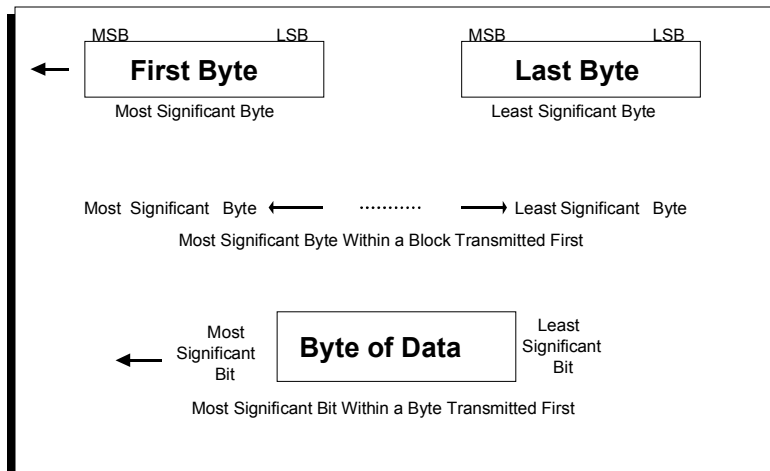 MSB LSB MSB LSB
First Byte Last Byte
Most Significant Byte Least Significant Byte
Most Significant Byte ........... Least Significant Byte
Most Significant Byte Within a Block Transmitted First
Most
Significant
Bit
Byte of Data
Least
Significant
Bit
Most Significant Bit Within a Byte Transmitted First